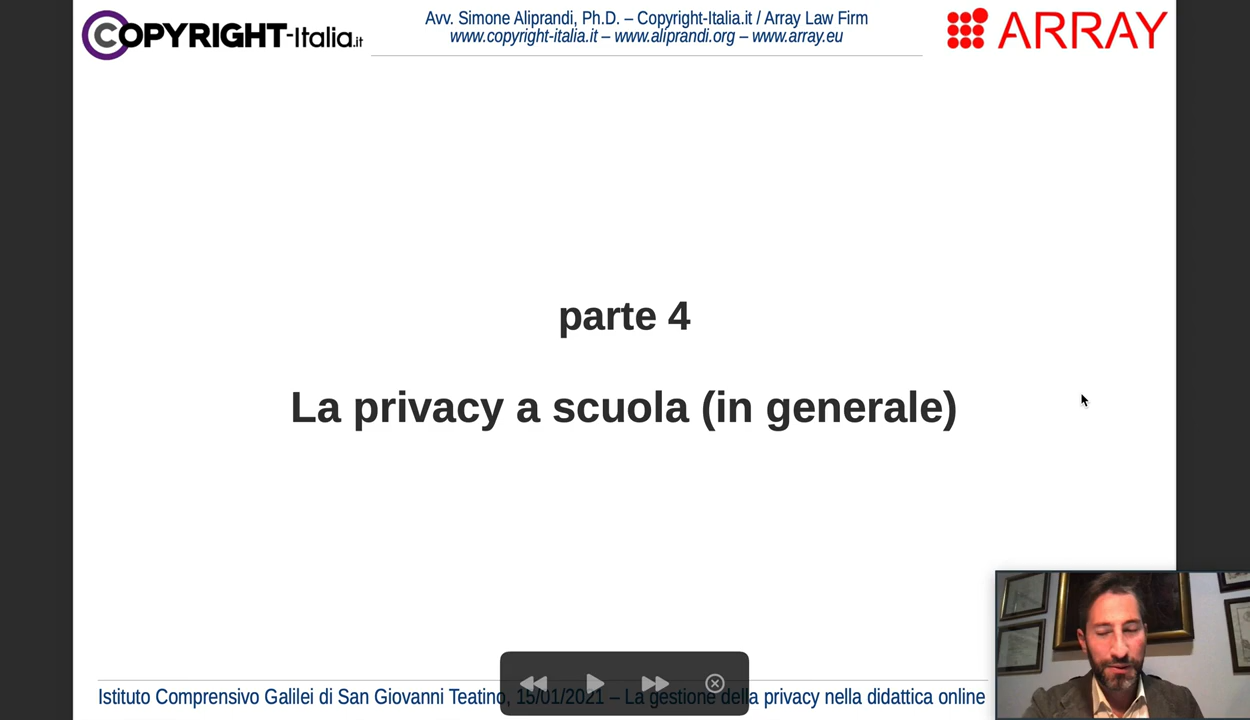 COPYRIGHT-Italia.it
Avv. Simone Aliprandi, Ph.D. – Copyright-Italia.it / Array Law Firm
www.copyright-italia.it – www.aliprandi.org – www.array.eu
ARRAY
parte 4
La privacy a scuola (in generale)
Istituto Comprensivo Galilei di San Giovanni Teatino, 15/01/2021 – La gestione della privacy nella didattica online